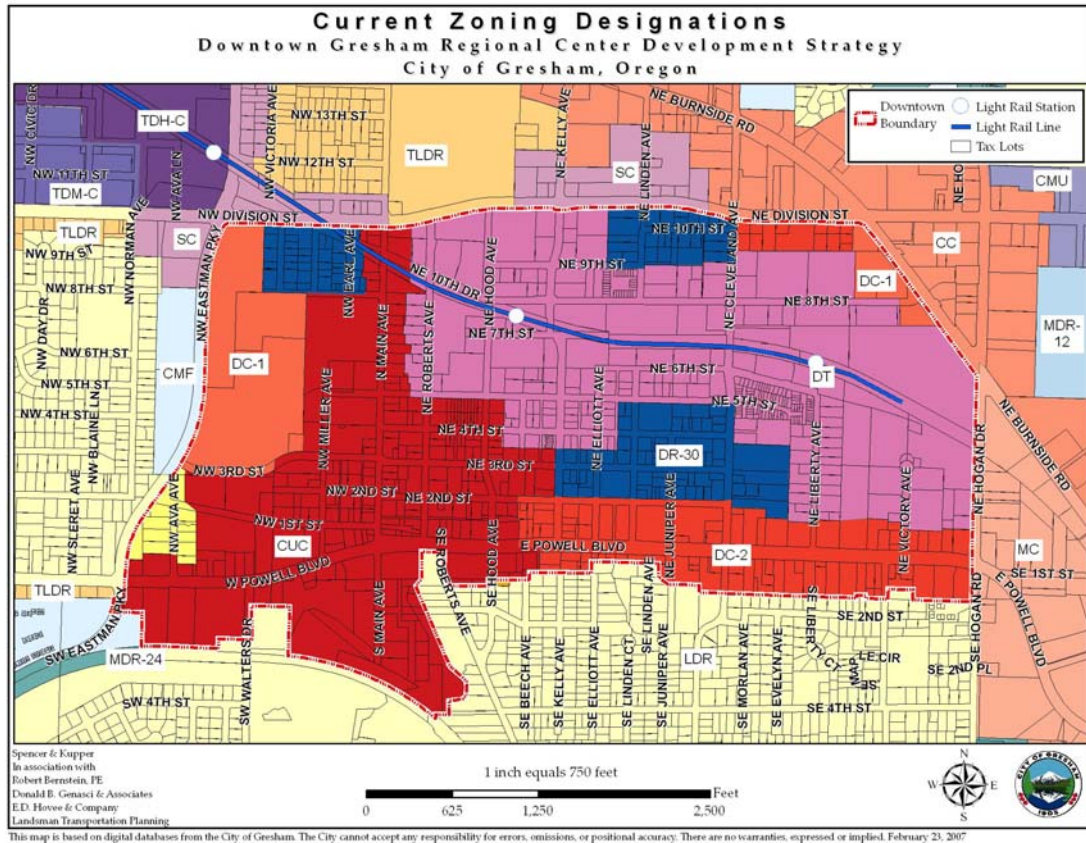 Current Zoning Designations
Downtown Gresham Regional Center Development Strategy
City of Gresham, Oregon
Downtown Boundary
Light Rail Station
Light Rail Line
Tax Lots
TDH-C
NW CIVIC DR
NW 11TH ST
TDM-C
NW AVA LN
NW VICTORIA AVE
NW 13TH ST
NW 12TH ST
TLDR
NE KELLY AVE
NE BURNSIDE RD
SC
NE LINDEN AVE
NE HO
CMU
TLDR
NW 9TH ST
NW NORMAN AVE
SC
NW DIVISION ST
NE DIVISION ST
NE 10TH ST
CC
NW EASTMAN PKY
NW EARL AVE
NE 10TH DR
NE HOOD AVE
NE 9TH ST
NE CLEVELAND AVE
NE 8TH ST
DC-1
NW 8TH ST
NW DAY DR
NW 6TH ST
NW 5TH ST
NW 4TH ST
NW BLAINE LN
CMF
DC-1
N MAIN AVE
NE ROBERTS AVE
NE 7TH ST
NE 6TH ST
DT
NE 5TH ST
MDR-12
NW MILLER AVE
NE 4TH ST
NE ELLIOTT AVE
NW 3RD ST
NE 3RD ST
DR-30
NE LIBERTY AVE
NE HOGAN DR
NE BURNSIDE RD
NW SLERET AVE
NW AVA AVE
NW 2ND ST
NE 2ND ST
NE JUNIPER AVE
NE VICTORY AVE
NW 1ST ST
CUC
W POWELL BLVD
E POWELL BLVD
DC-2
MC
SE 1ST ST
E POWELL BLVD
TLDR
SW EASTMAN PKY
MDR-24
SW WALTERS DR
S MAIN AVE
SE ROBERTS AVE
SE HOOD AVE
SE LINDEN AVE
SE LIBERTY CT
SE 2ND ST
SE HOGAN RD
SW 4TH ST
SE BEECH AVE
SE KELLY AVE
SE ELLIOTT AVE
SE LINDEN CT
SE JUNIPER AVE
LDR
SE MORLAN AVE
SE EVELYN AVE
SE MAPLE CIR
SE 2ND PL
SE 4TH ST
Spencer & Kupper
In association with
Robert Bernstein, PE
Donald B. Genasci & Associates
E.D. Hovee & Company
Landsman Transportation Planning
1 inch equals 750 feet
Feet
0 625 1,250 2,500
N
W E
S
CITY OF GRESHAM
1905
This map is based on digital databases from the City of Gresham. The City cannot accept any responsibility for errors, omissions, or positional accuracy. There are no warranties, expressed or implied. February 23, 2007